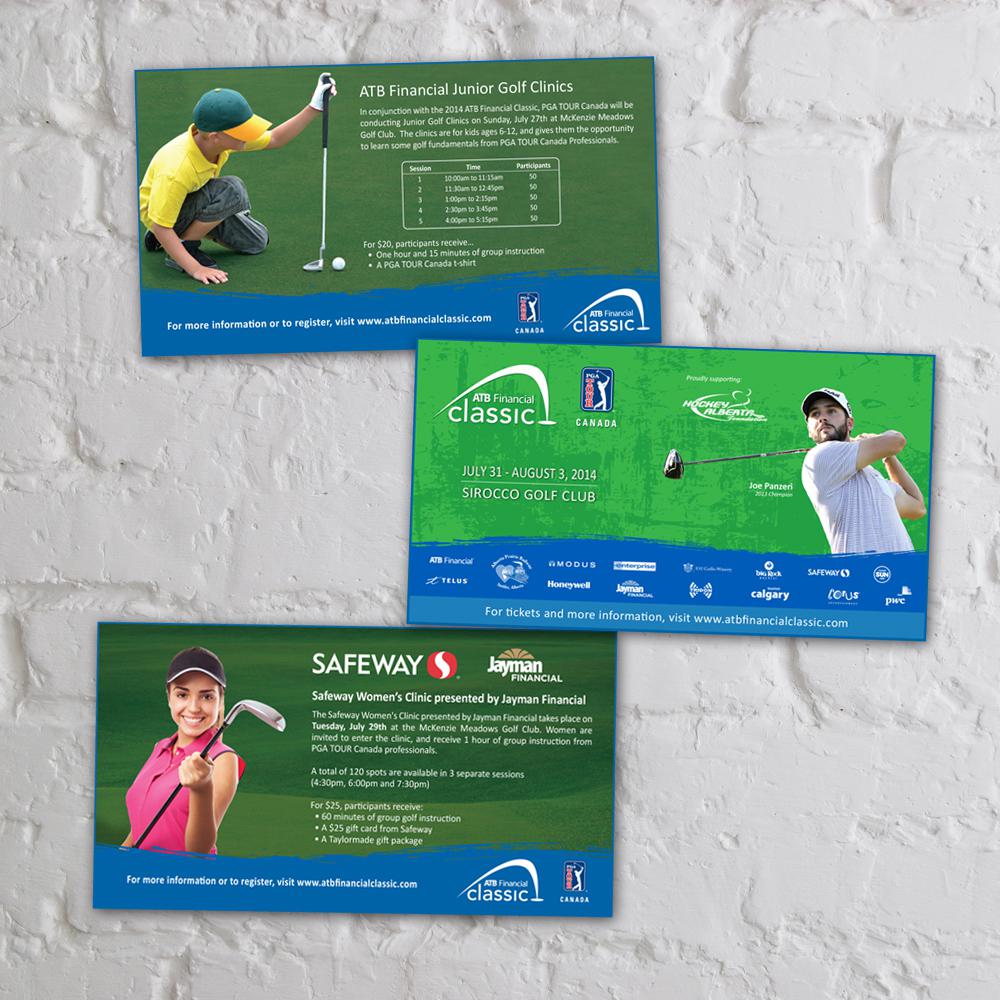 ATB Financial Junior Golf Clinics
In conjunction with the 2014 ATB Financial Classic, PGA TOUR Canada will be
conducting Junior Golf Clinics on Sunday, July 27th at McKenzie Meadows
Golf Club. The clinics are for kids ages 6-12, and gives them the opportunity
to learn some golf fundamentals from PGA TOUR Canada Professionals.
Session Time Participants
1 10:00am to 11:15am 50
2 11:30am to 12:45pm 50
3 1:00pm to 2:15pm 50
4 2:30pm to 3:45pm 50
5 4:00pm to 5:15pm 50
For $20, participants receive...
• One hour and 15 minutes of group instruction
• A PGA TOUR Canada t-shirt
For more information or to register, visit www.atbfinancialclassic.com
PGA TOUR
CANADA
ATB Financial
classic
ATB Financial
classic
PGA TOUR
CANADA
Proudly supporting:
HOCKEY
ALBERTA
Foundation
JULY 31 - AUGUST 3, 2014
SIROCCO GOLF CLUB
Joe Panzeri
2013 Champion
ATB Financial
MODUS
enterprise
big Rock
SAFEWAY
SUN
TELUS
Honeywell
Jayman
FINANCIAL
calgary
pwc
For tickets and more information, visit www.atbfinancialclassic.com
SAFEWAY
Jayman
FINANCIAL
Safeway Women's Clinic presented by Jayman Financial
The Safeway Women's Clinic presented by Jayman Financial takes place on
Tuesday, July 29th at the McKenzie Meadows Golf Club. Women are
invited to enter the clinic, and receive 1 hour of group instruction from
PGA TOUR Canada professionals.
A total of 120 spots are available in 3 separate sessions
(4:30pm, 6:00pm and 7:30pm)
For $25, participants receive:
• 60 minutes of group golf instruction
• A $25 gift card from Safeway
• A Taylormade gift package
For more information or to register, visit www.atbfinancialclassic.com
ATB Financial
classic
PGA TOUR
CANADA